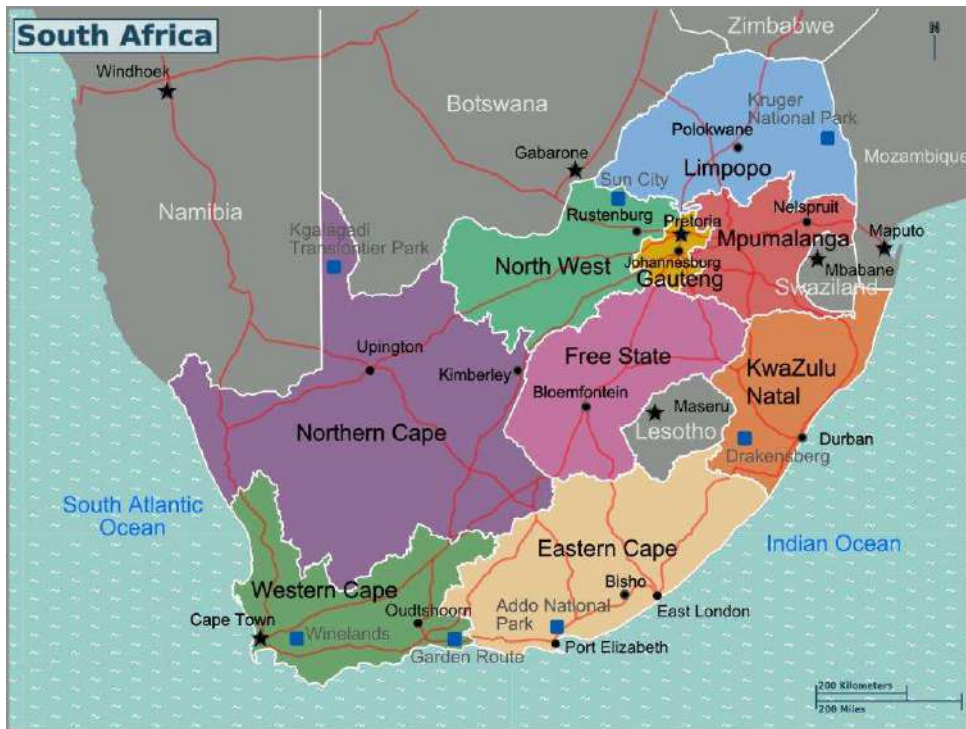 South Africa
Zimbabwe
N
Windhoek
Botswana
Kruger
National Park
Polokwane
Gabarone
Limpopo
Mozambique
Sun City
Namibia
Rustenburg
Pretoria
Nelspruit
Kgalagadi
Transfontier Park
Mpumalanga
Maputo
North West
Johannesburg
Mbabane
Gauteng
Swaziland
Upington
Kimberley
Free State
KwaZulu
Natal
Bloemfontein
Maseru
Northern Cape
Lesotho
Durban
Drakensberg
South Atlantic
Ocean
Eastern Cape
Indian Ocean
Western Cape
Bisho
Cape Town
Oudtshoorn
Addo National
Park
East London
Winelands
Garden Route
Port Elizabeth
200 Kilometers
200 Miles